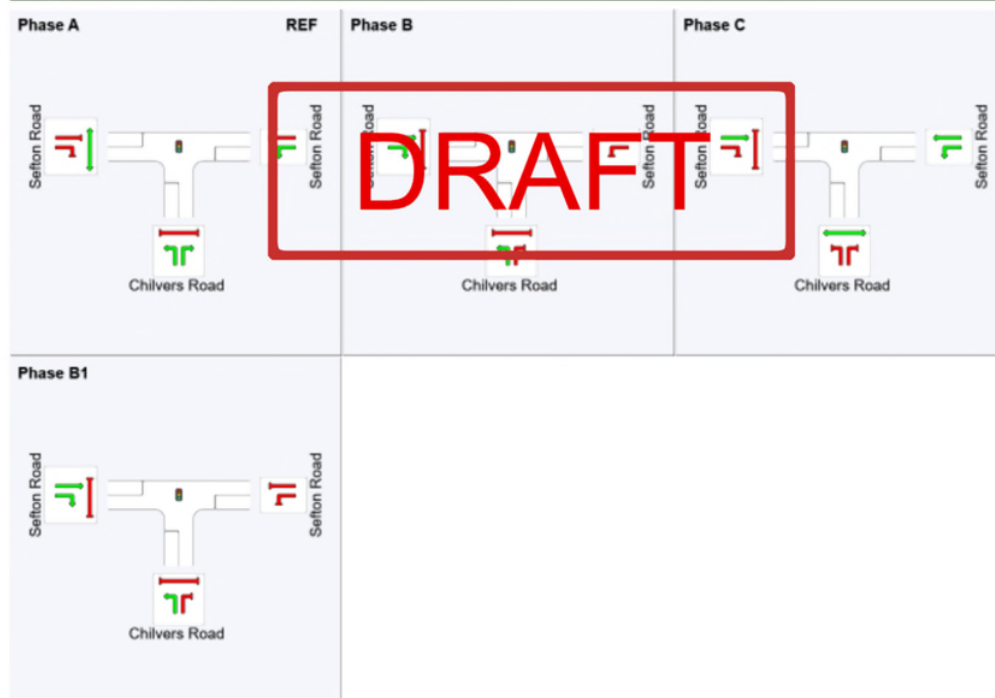 Phase A
REF
Phase B
Phase C
Sefton Road
Sefton Road
Sefton Road
Sefton Road
Sefton Road
Sefton Road
DRAFT
Chilvers Road
Chilvers Road
Chilvers Road
Phase B1
Sefton Road
Sefton Road
Chilvers Road